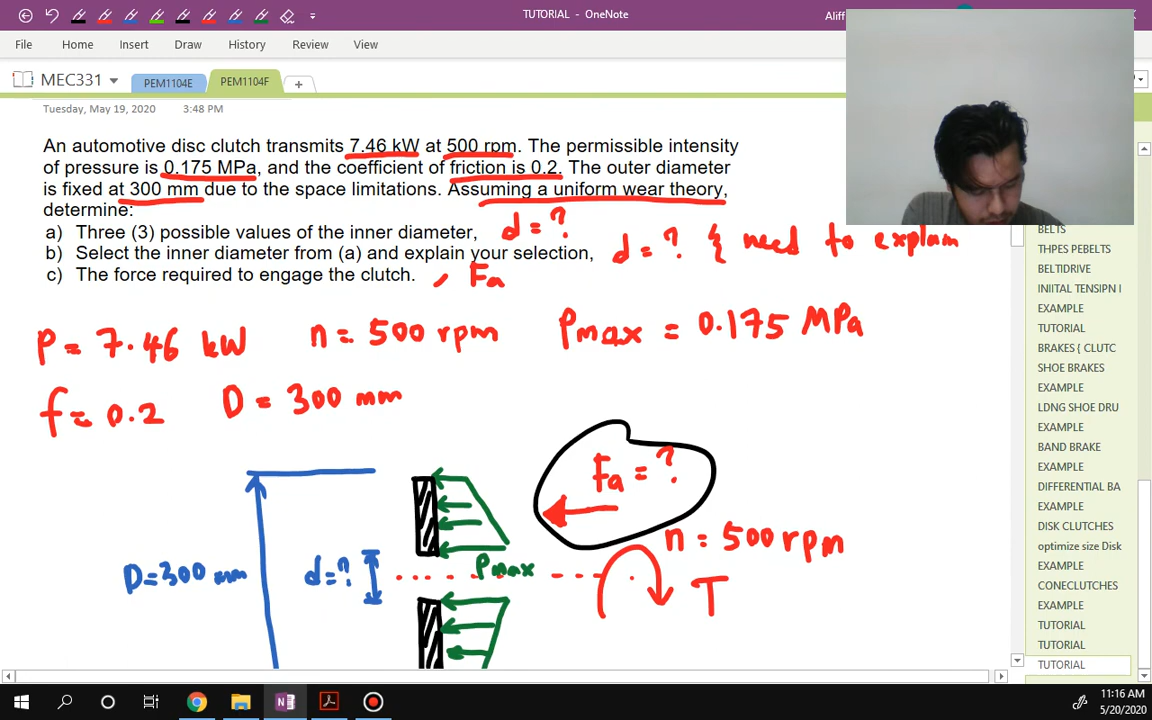 TUTORIAL - OneNote
Aliff
File Home Insert Draw History Review View
MEC331
PEM1104E
PEM1104F
Tuesday, May 19, 2020 3:48 PM
An automotive disc clutch transmits 7.46 kW at 500 rpm. The permissible intensity
of pressure is 0.175 MPa, and the coefficient of friction is 0.2. The outer diameter
is fixed at 300 mm due to the space limitations. Assuming a uniform wear theory,
determine:
a) Three (3) possible values of the inner diameter, d = ?
b) Select the inner diameter from (a) and explain your selection, d = ? { need to explain
c) The force required to engage the clutch. , Fa
P = 7.46 kW n = 500 rpm Pmax = 0.175 MPa
f = 0.2 D = 300 mm
Fa = ?
n = 500 rpm
Pmax
D=300 mm d=?
T
BELTS
THPES PEBELTS
BELTIDRIVE
INIITAL TENSIPN I
EXAMPLE
TUTORIAL
BRAKES { CLUTC
SHOE BRAKES
EXAMPLE
LDNG SHOE DRU
EXAMPLE
BAND BRAKE
EXAMPLE
DIFFERENTIAL BA
EXAMPLE
DISK CLUTCHES
optimize size Disk
EXAMPLE
CONECLUTCHES
EXAMPLE
TUTORIAL
TUTORIAL
TUTORIAL
11:16 AM
5/20/2020